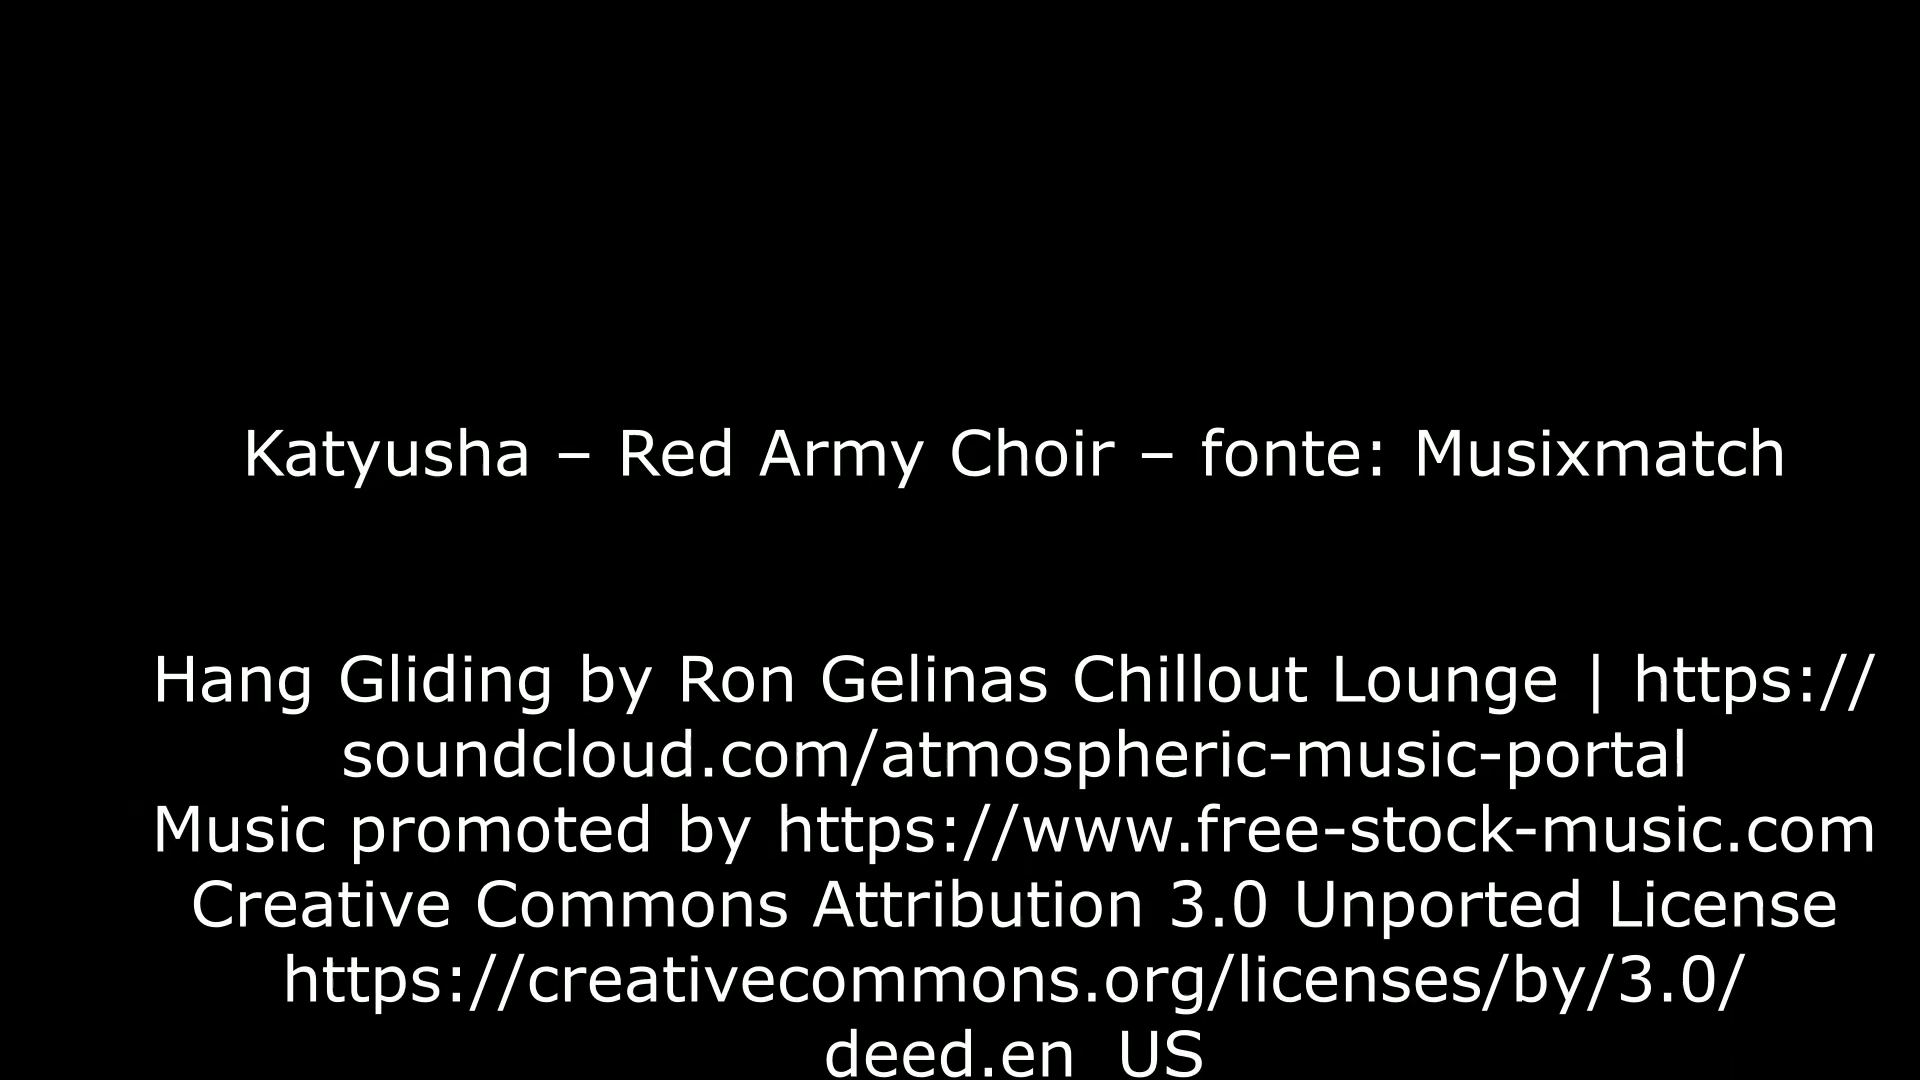 Katyusha – Red Army Choir – fonte: Musixmatch
Hang Gliding by Ron Gelinas Chillout Lounge | https://
soundcloud.com/atmospheric-music-portal
Music promoted by https://www.free-stock-music.com
Creative Commons Attribution 3.0 Unported License
https://creativecommons.org/licenses/by/3.0/
deed.en  US